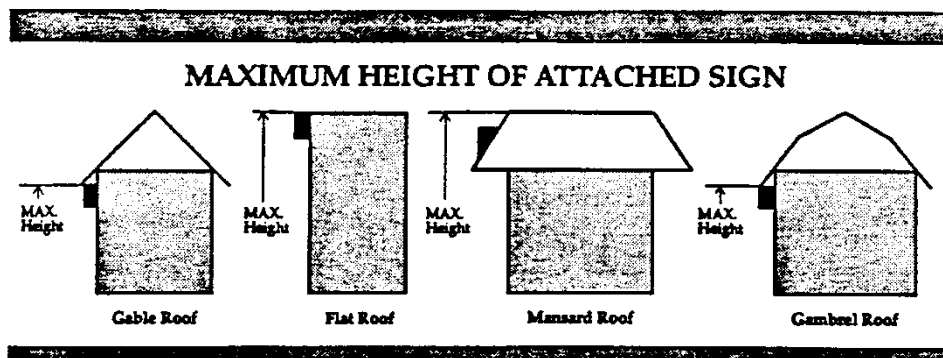 MAXIMUM HEIGHT OF ATTACHED SIGN
MAX.
Height
MAX.
Height
MAX.
Height
MAX.
Height
Gable Roof
Flat Roof
Mansard Roof
Gambrel Roof